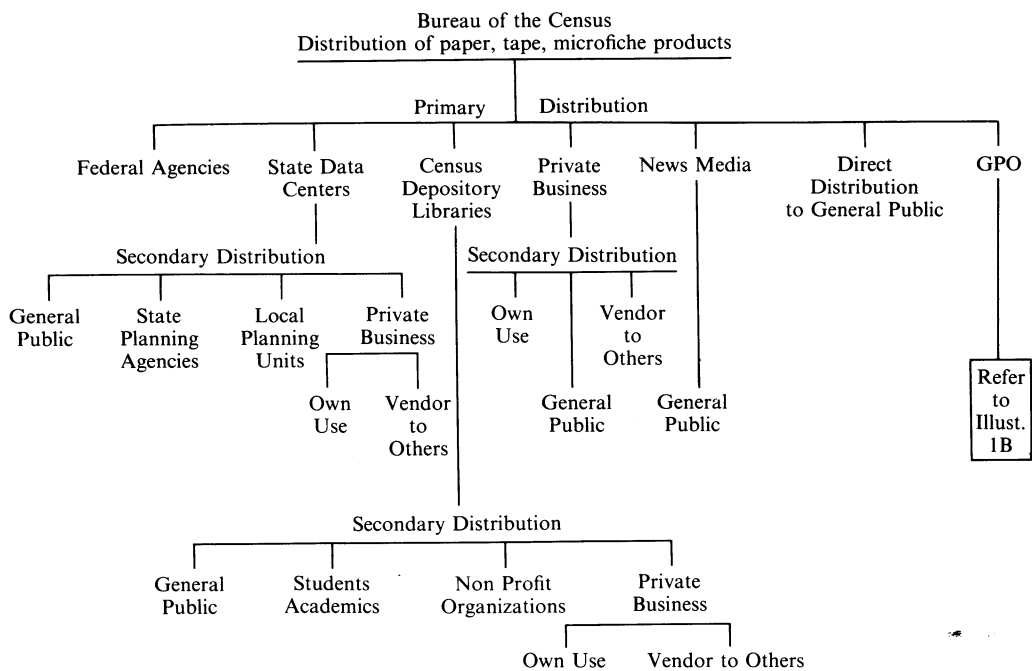 Bureau of the Census
Distribution of paper, tape, microfiche products
Primary Distribution
Federal Agencies
State Data
Centers
Census
Depository
Libraries
Private
Business
News Media
Direct
Distribution
to General Public
GPO
Secondary Distribution
General
Public
State
Planning
Agencies
Local
Planning
Units
Private
Business
Own
Use
Vendor
to
Others
Secondary Distribution
Own
Use
General
Public
Vendor
to
Others
General
Public
Refer
to
Illust.
1B
Secondary Distribution
General
Public
Students
Academics
Non Profit
Organizations
Private
Business
Own Use
Vendor to Others